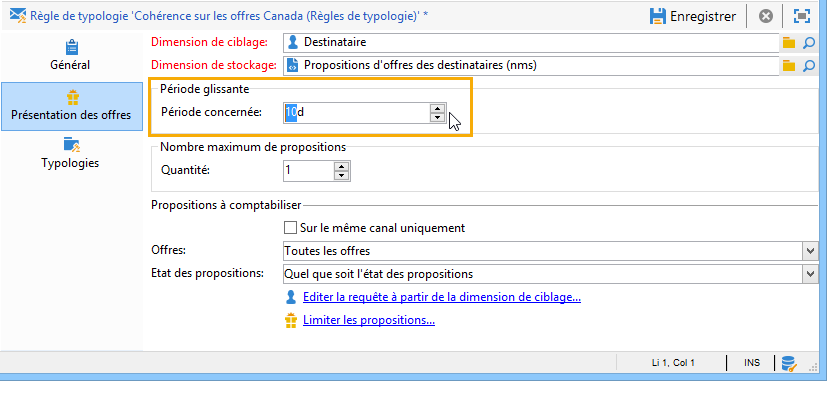 Règle de typologie 'Cohérence sur les offres Canada (Règles de typologie)' *
Enregistrer
Général
Présentation des offres
Typologies
Dimension de ciblage: Destinataire
Dimension de stockage: Propositions d'offres des destinataires (nms)
Période glissante
Période concernée: 10d
Nombre maximum de propositions
Quantité: 1
Propositions à comptabiliser
Sur le même canal uniquement
Offres: Toutes les offres
Etat des propositions: Quel que soit l'état des propositions
Editer la requête à partir de la dimension de ciblage...
Limiter les propositions...
Li 1, Col 1 INS